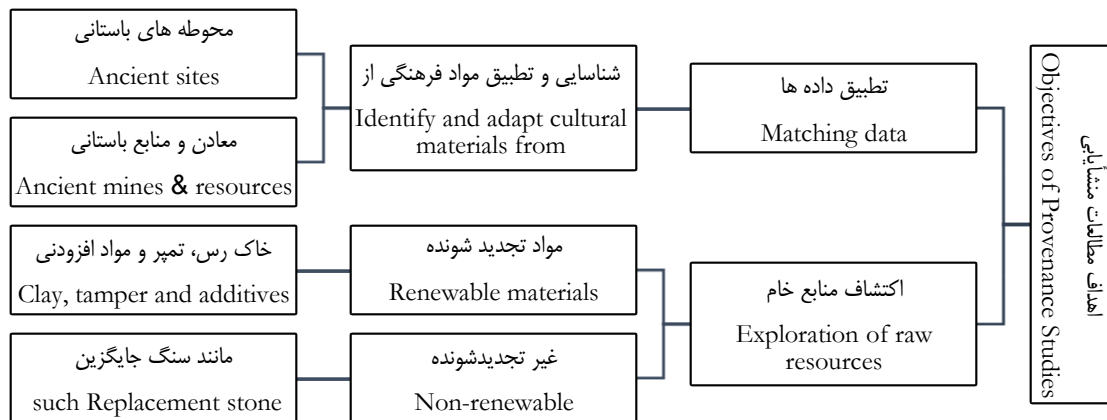 اهداف مطالعات منشأیابی
Objectives of Provenance Studies
تطبیق داده ها
Matching data
شناسایی و تطبیق مواد فرهنگی از
Identify and adapt cultural
materials from
محوطه های باستانی
Ancient sites
معادن و منابع باستانی
Ancient mines & resources
اکتشاف منابع خام
Exploration of raw
resources
مواد تجدید شونده
Renewable materials
خاک رس، تمپر و مواد افزودنی
Clay, tamper and additives
غیر تجدیدشونده
Non-renewable
مانند سنگ جایگزین
such Replacement stone